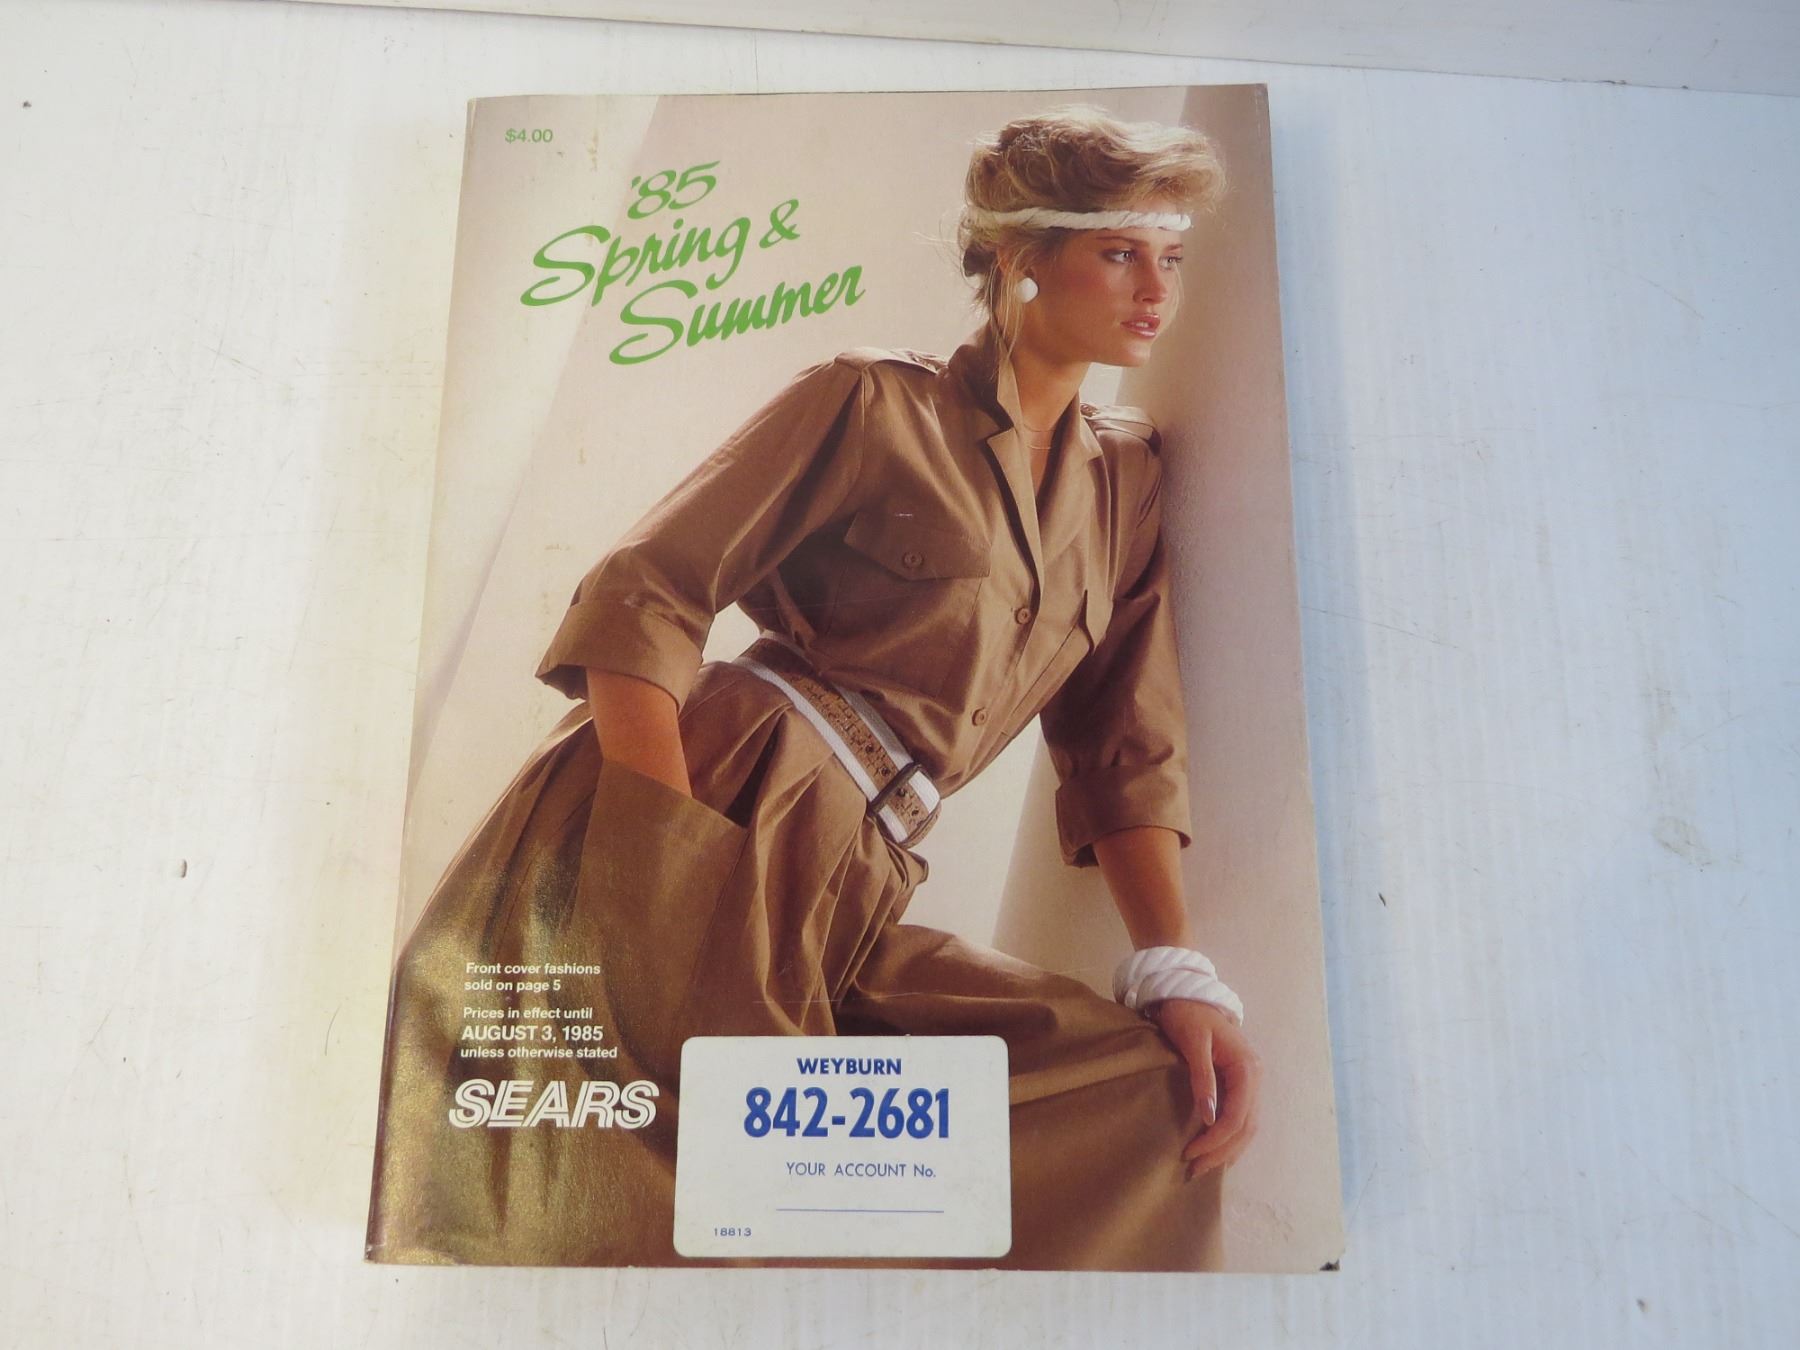 $4.00
'85
Spring &
Summer
Front cover fashions
sold on page 5
Prices in effect until
AUGUST 3, 1985
unless otherwise stated
SEARS
WEYBURN
842-2681
YOUR ACCOUNT No.
18813